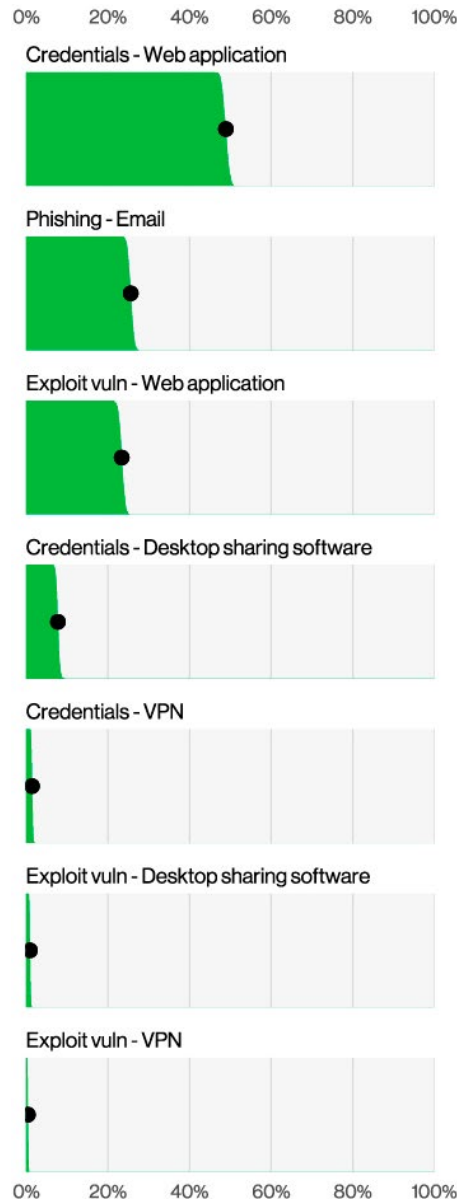 0% 20% 40% 60% 80% 100%
Credentials - Web application
Phishing - Email
Exploit vuln - Web application
Credentials - Desktop sharing software
Credentials - VPN
Exploit vuln - Desktop sharing software
Exploit vuln - VPN
0% 20% 40% 60% 80% 100%